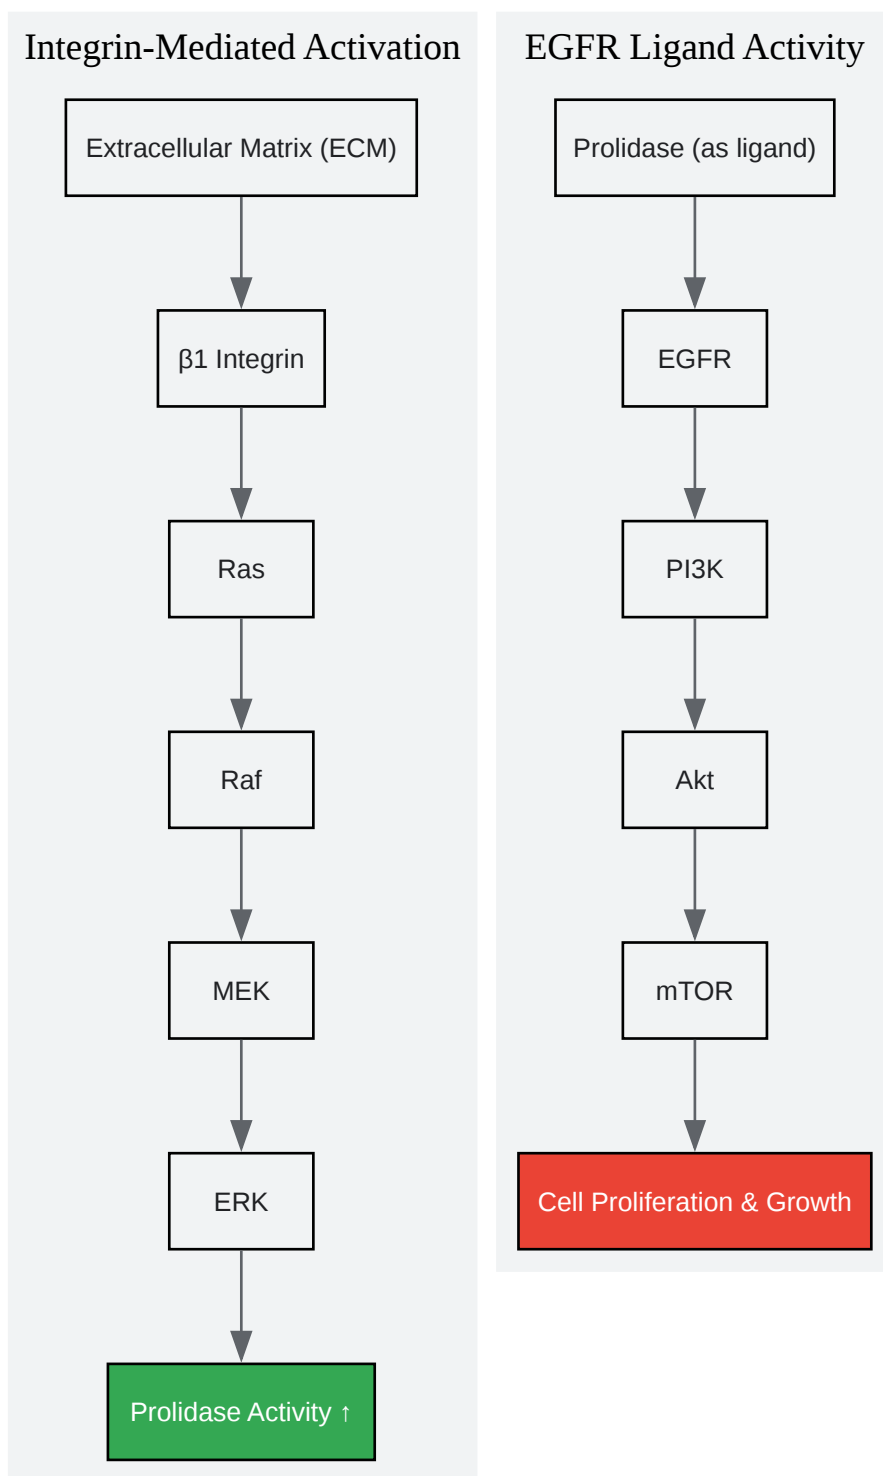 Integrin-Mediated Activation
Extracellular Matrix (ECM)
β1 Integrin
Ras
Raf
MEK
ERK
Prolidase Activity ↑
EGFR Ligand Activity
Prolidase (as ligand)
EGFR
PI3K
Akt
mTOR
Cell Proliferation & Growth